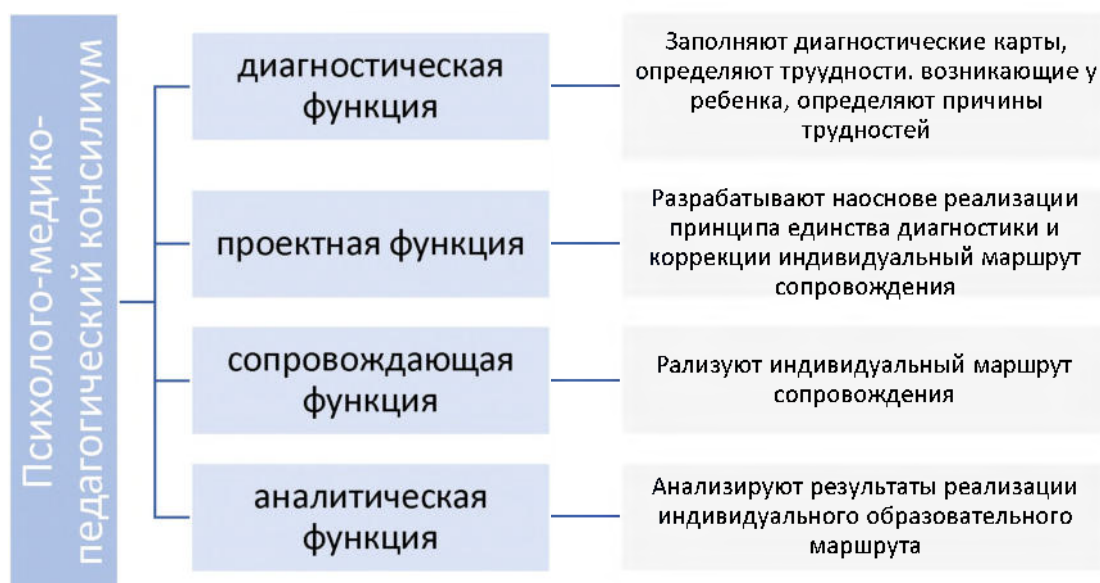 Психолого-медико-
педагогический консилиум
диагностическая
функция
Заполняют диагностические карты,
определяют труудности. возникающие у
ребенка, определяют причины
трудностей
проектная функция
Разрабатывают наоснове реализации
принципа единства диагностики и
коррекции индивидуальный маршрут
сопровождения
сопровождающая
функция
Рализуют индивидуальный маршрут
сопровождения
аналитическая
функция
Анализируют результаты реализации
индивидуального образовательного
маршрута